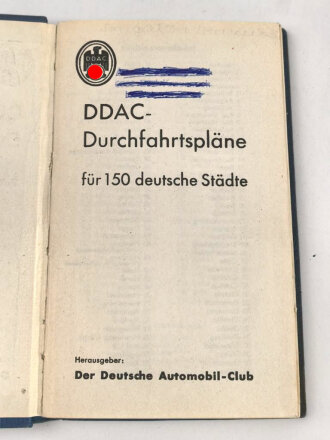 DDAC
DDAC-
Durchfahrtspläne
für 150 deutsche Städte
Herausgeber:
Der Deutsche Automobil-Club